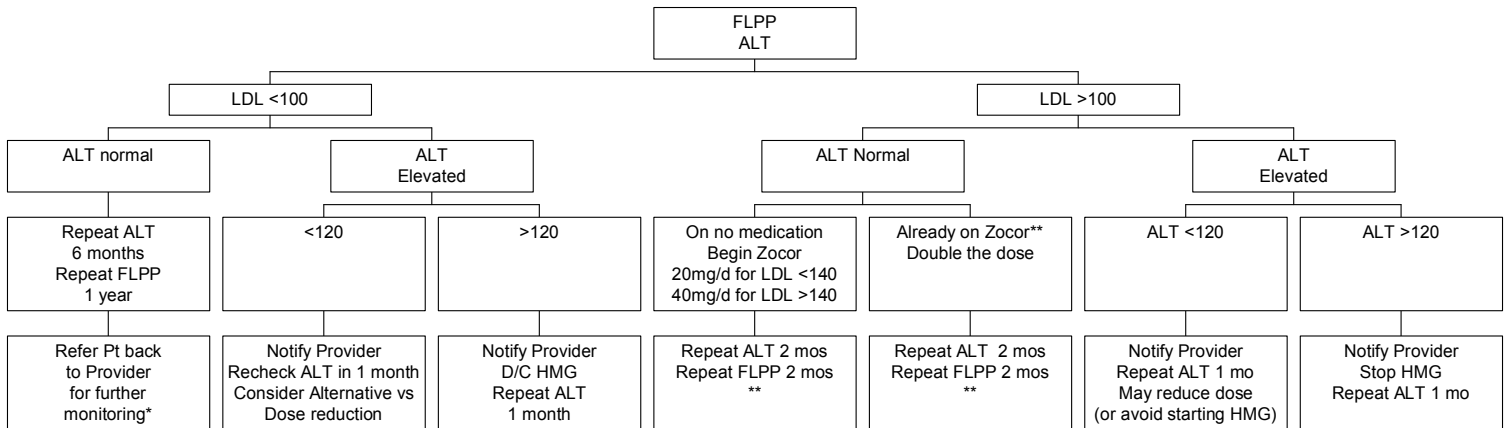 FLPP
ALT
LDL <100
LDL >100
ALT normal
ALT
Elevated
ALT Normal
ALT
Elevated
Repeat ALT
6 months
Repeat FLPP
1 year
<120
>120
On no medication
Begin Zocor
20mg/d for LDL <140
40mg/d for LDL >140
Already on Zocor**
Double the dose
ALT <120
ALT >120
Refer Pt back
to Provider
for further
monitoring*
Notify Provider
Recheck ALT in 1 month
Consider Alternative vs
Dose reduction
Notify Provider
D/C HMG
Repeat ALT
1 month
Repeat ALT 2 mos
Repeat FLPP 2 mos
**
Repeat ALT  2 mos
Repeat FLPP 2 mos
**
Notify Provider
Repeat ALT 1 mo
May reduce dose
(or avoid starting HMG)
Notify Provider
Stop HMG
Repeat ALT 1 mo